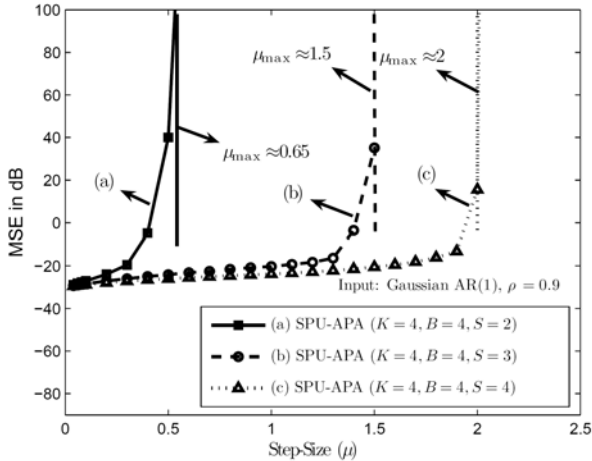 100
80
60
40
20
0
−20
−40
−60
−80
MSE in dB
μmax ≈1.5
μmax ≈2
μmax ≈0.65
(a)
(b)
(c)
Input: Gaussian AR(1), ρ = 0.9
(a) SPU-APA (K = 4, B = 4, S = 2)
(b) SPU-APA (K = 4, B = 4, S = 3)
(c) SPU-APA (K = 4, B = 4, S = 4)
0 0.5 1 1.5 2 2.5
Step-Size (μ)